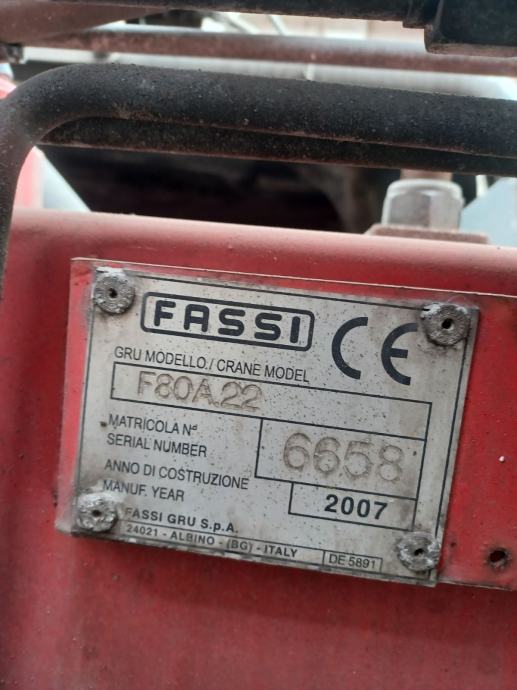 FASSI CE
GRU MODELLO./CRANE MODEL
F80A.22
MATRICOLA Nº
SERIAL NUMBER
6658
ANNO DI COSTRUZIONE
MANUF. YEAR
2007
FASSI GRU S.p.A.
24021 - ALBINO - (BG) - ITALY
DE 5891